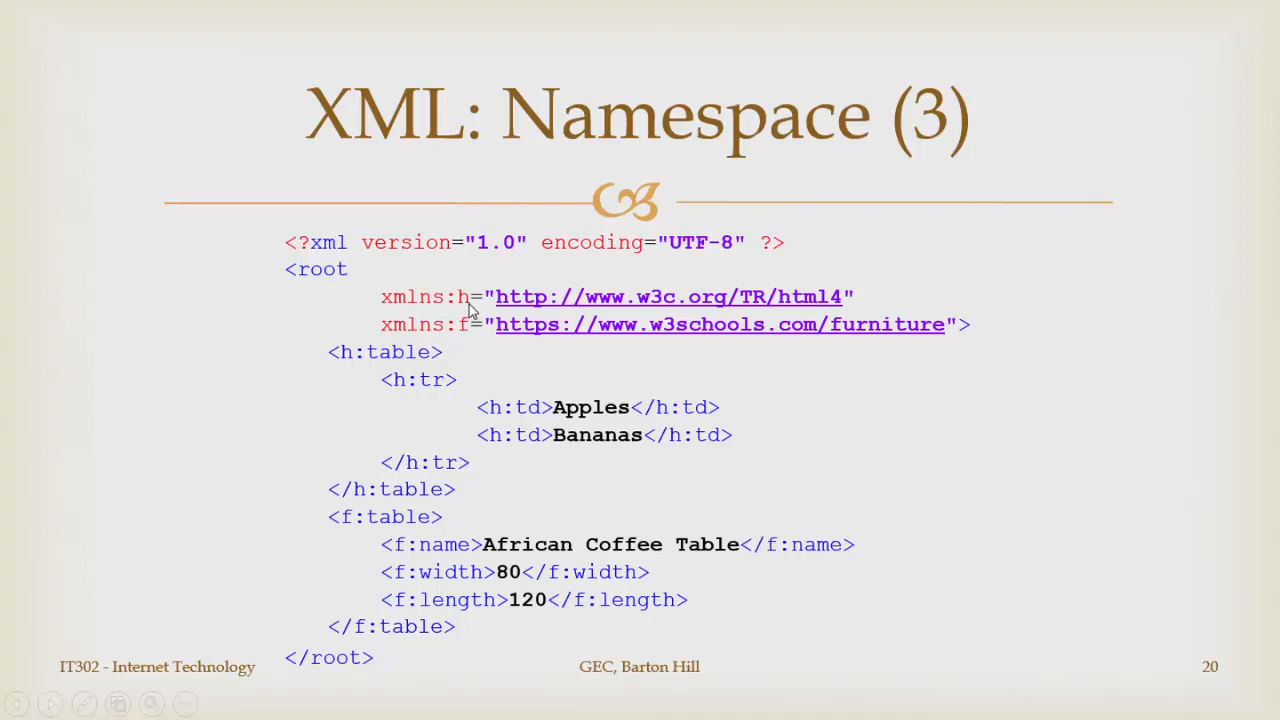 XML: Namespace (3)
<?xml version="1.0" encoding="UTF-8" ?>
<root
xmlns:h="http://www.w3c.org/TR/html4"
xmlns:f="https://www.w3schools.com/furniture">
<h:table>
<h:tr>
<h:td>Apples</h:td>
<h:td>Bananas</h:td>
</h:tr>
</h:table>
<f:table>
<f:name>African Coffee Table</f:name>
<f:width>80</f:width>
<f:length>120</f:length>
</f:table>
</root>
IT302 - Internet Technology
GEC, Barton Hill
20